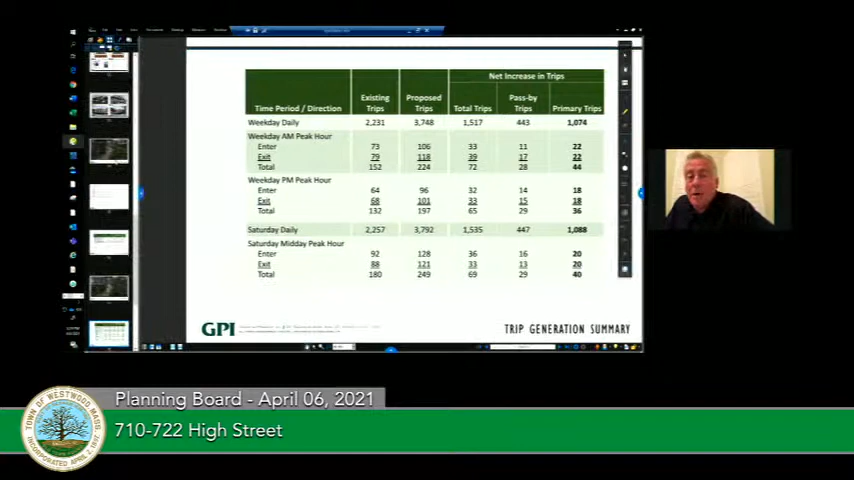 Net Increase in Trips
Time Period / Direction Existing Trips Proposed Trips Total Trips Pass-by Trips Primary Trips
Weekday Daily 2,231 3,748 1,517 443 1,074
Weekday AM Peak Hour
Enter 73 106 33 11 22
Exit 79 118 39 17 22
Total 152 224 72 28 44
Weekday PM Peak Hour
Enter 64 96 32 14 18
Exit 68 101 33 15 18
Total 132 197 65 29 36
Saturday Daily 2,257 3,792 1,535 447 1,088
Saturday Midday Peak Hour
Enter 92 128 36 16 20
Exit 88 121 33 13 20
Total 180 249 69 29 40
GPI
TRIP GENERATION SUMMARY
Planning Board - April 06, 2021
710-722 High Street
TOWN OF WESTWOOD MASS.
INCORPORATED APRIL 2, 1897